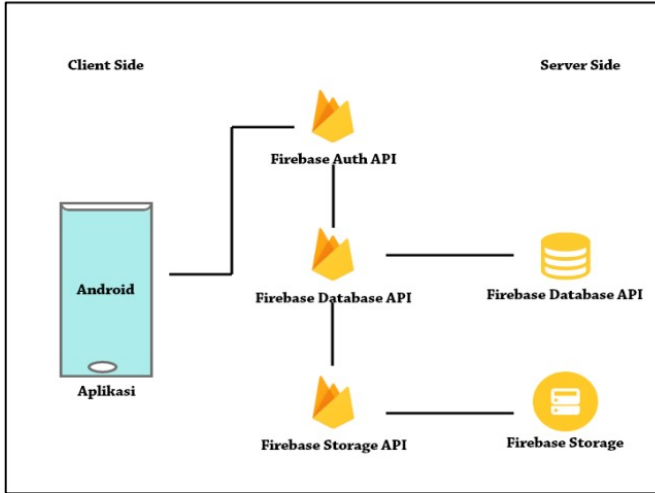 Client Side
Server Side
Firebase Auth API
Android
Firebase Database API
Firebase Database API
Aplikasi
Firebase Storage API
Firebase Storage